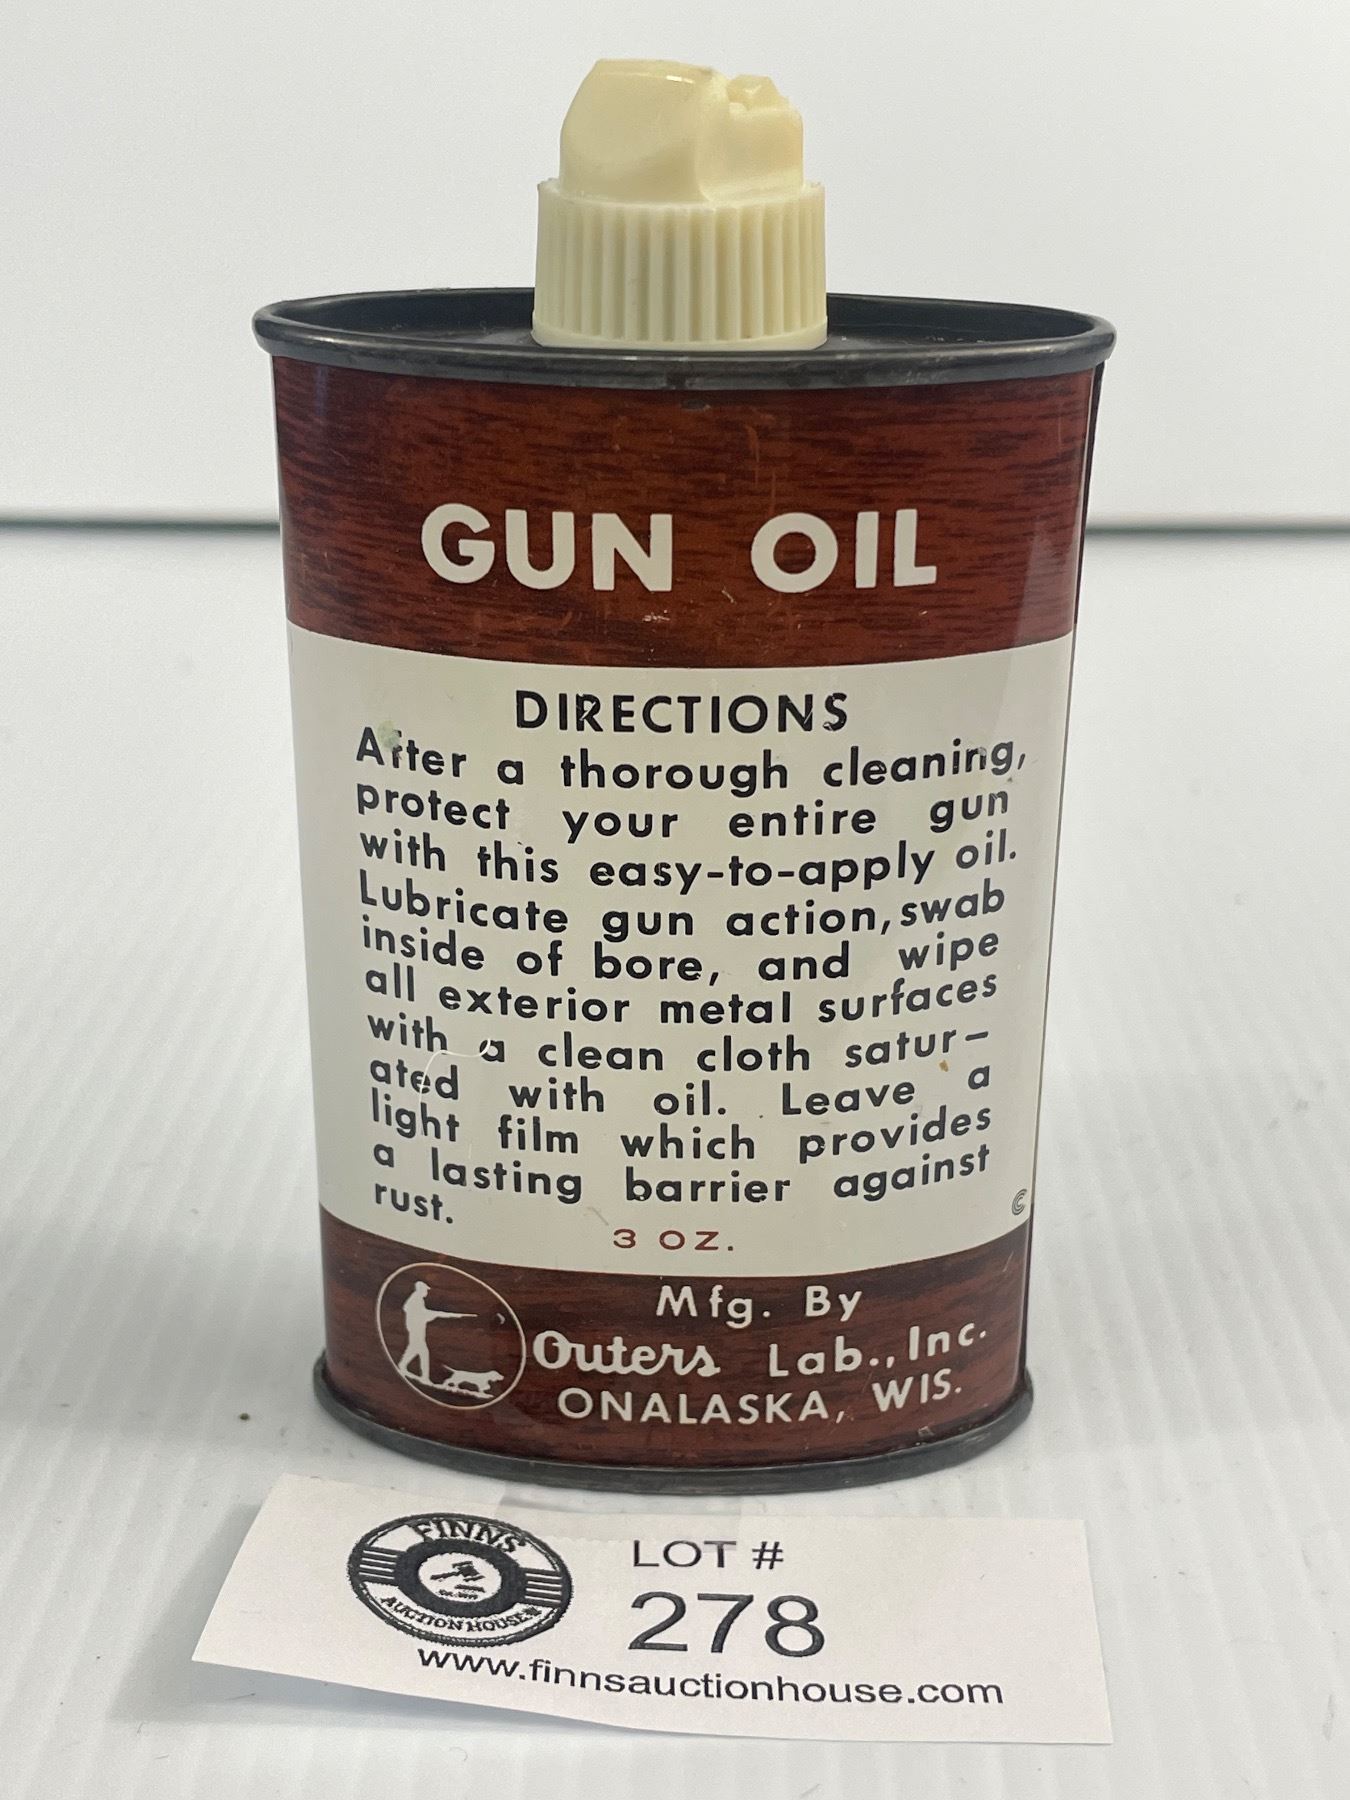 GUN OIL
DIRECTIONS
After a thorough cleaning,
protect your entire gun
with this easy-to-apply oil.
Lubricate gun action, swab
inside of bore, and wipe
all exterior metal surfaces
with a clean cloth satur-
ated with oil. Leave a
light film which provides
a lasting barrier against
rust.
3 OZ.
Mfg. By
Outers Lab., Inc.
ONALASKA, WIS.
FINNS
AUCTION HOUSE
LOT #
278
www.finnsauctionhouse.com